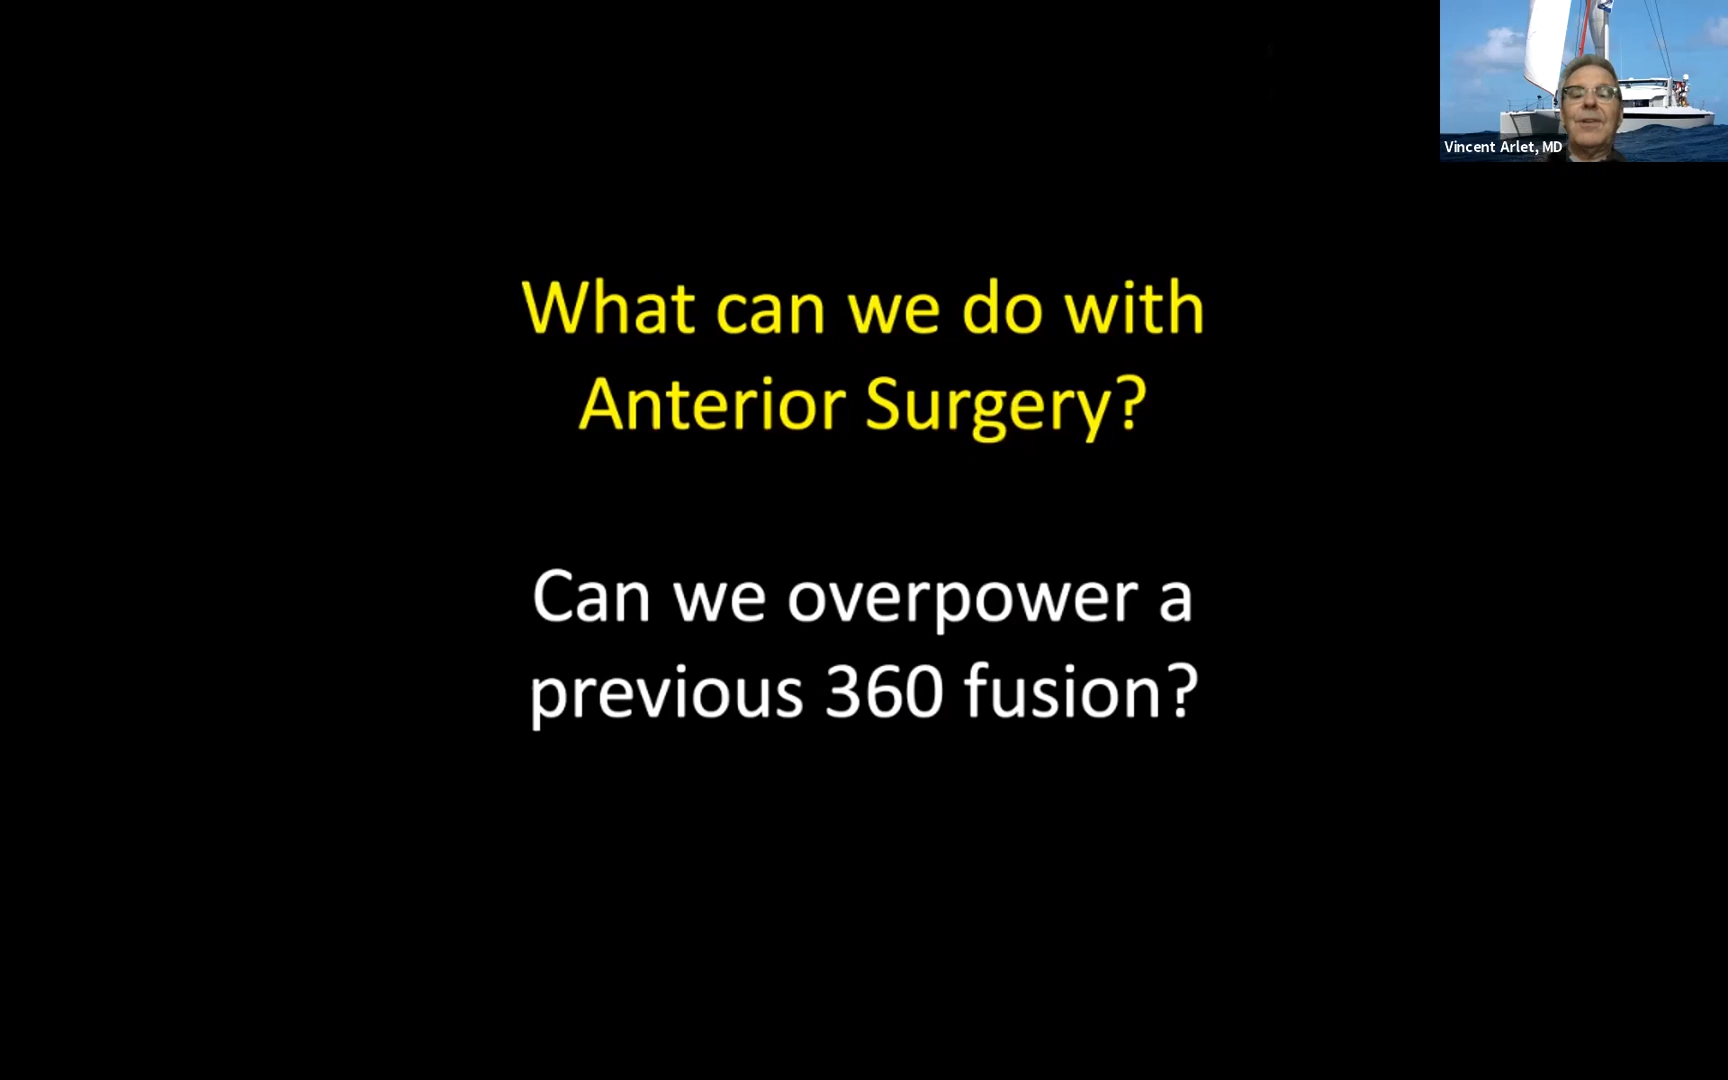 Vincent Arlet, MD
What can we do with
Anterior Surgery?
Can we overpower a
previous 360 fusion?